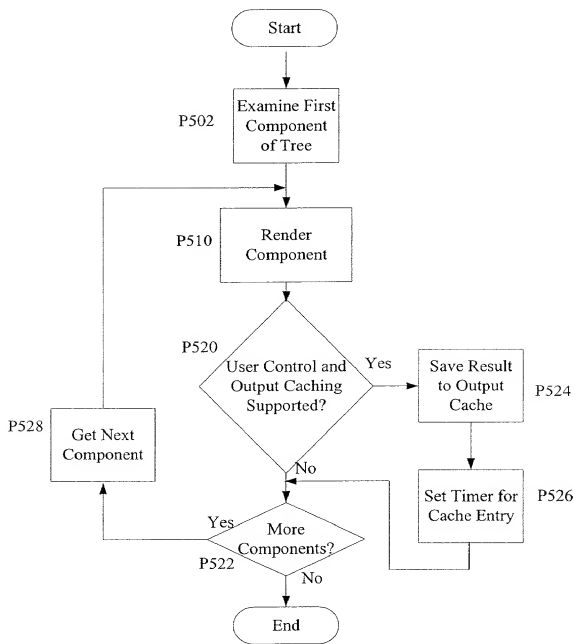 Start
P502
Examine First
Component
of Tree
P510
Render
Component
P520
User Control and
Output Caching
Supported?
Yes
Save Result
to Output
Cache
P524
P528
Get Next
Component
No
Set Timer for
Cache Entry
P526
Yes
More
Components?
P522
No
End